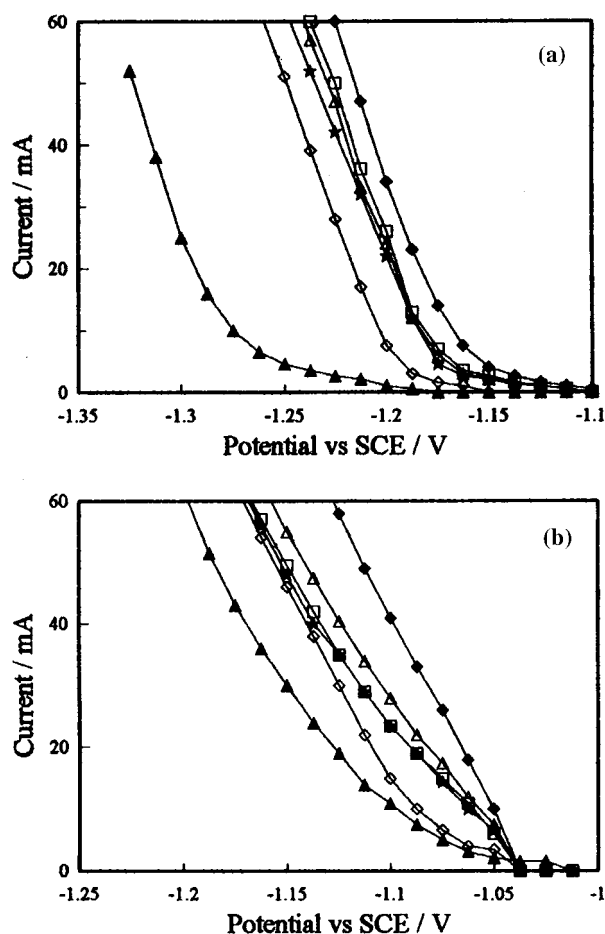 60
(a)
Current / mA
40
20
0
-1.35 -1.3 -1.25 -1.2 -1.15 -1.1
Potential vs SCE / V
60
(b)
Current / mA
40
20
0
-1.25 -1.2 -1.15 -1.1 -1.05 -1
Potential vs SCE / V